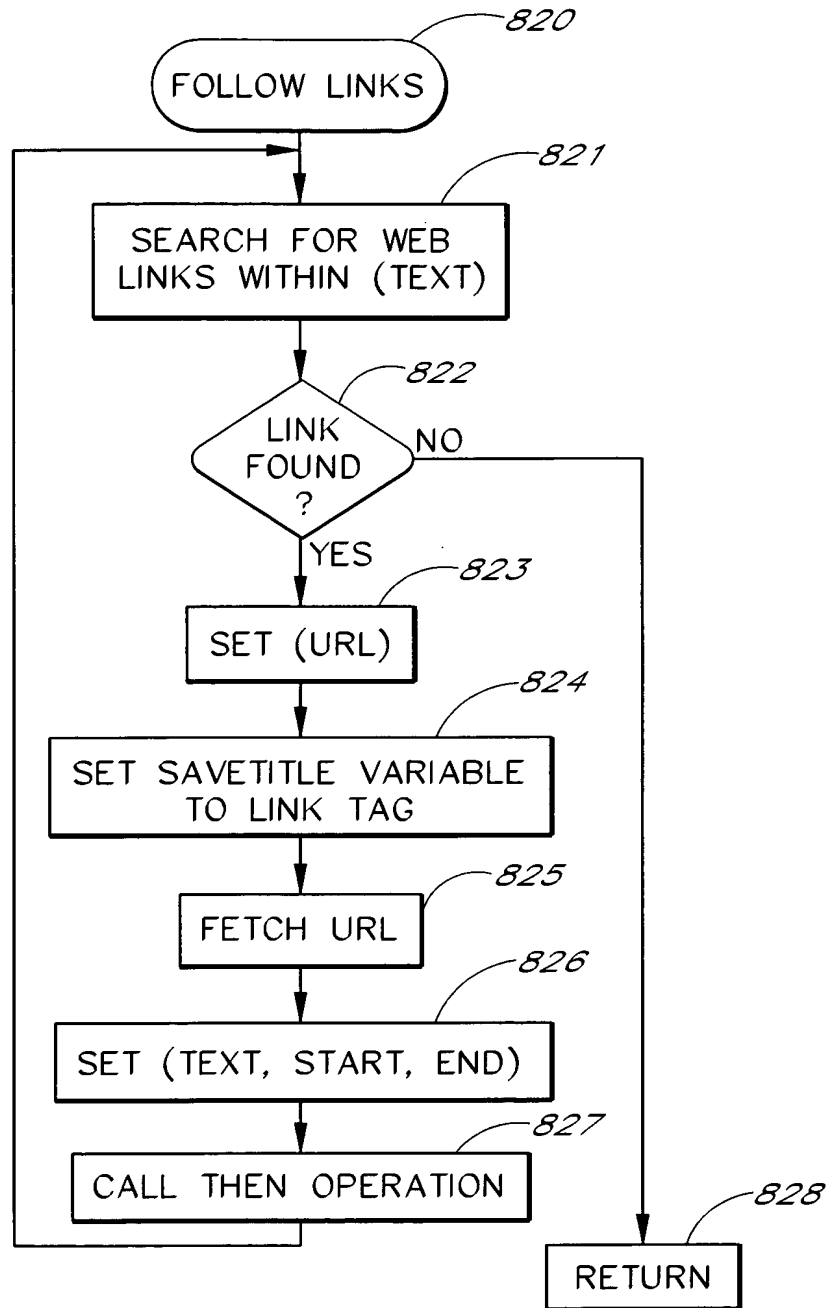 820
FOLLOW LINKS
821
SEARCH FOR WEB
LINKS WITHIN (TEXT)
822
LINK
FOUND
?
NO
YES
823
SET (URL)
824
SET SAVETITLE VARIABLE
TO LINK TAG
825
FETCH URL
826
SET (TEXT, START, END)
827
CALL THEN OPERATION
828
RETURN